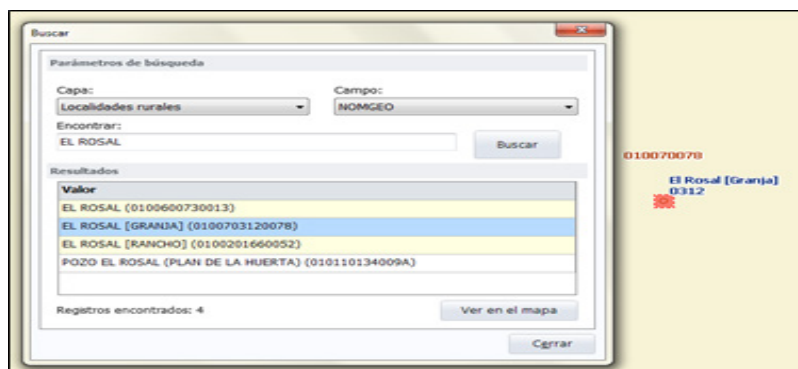 Buscar
Parámetros de búsqueda
Capa:
Campo:
Localidades rurales
NOMGEO
Encontrar:
EL ROSAL
Buscar
Resultados
Valor
EL ROSAL (0100600730013)
EL ROSAL [GRANJA] (0100703120078)
EL ROSAL [RANCHO] (0100201660052)
POZO EL ROSAL (PLAN DE LA HUERTA) (010110134009A)
Registros encontrados: 4
Ver en el mapa
Cerrar
010070078
El Rosal [Granja]
0312